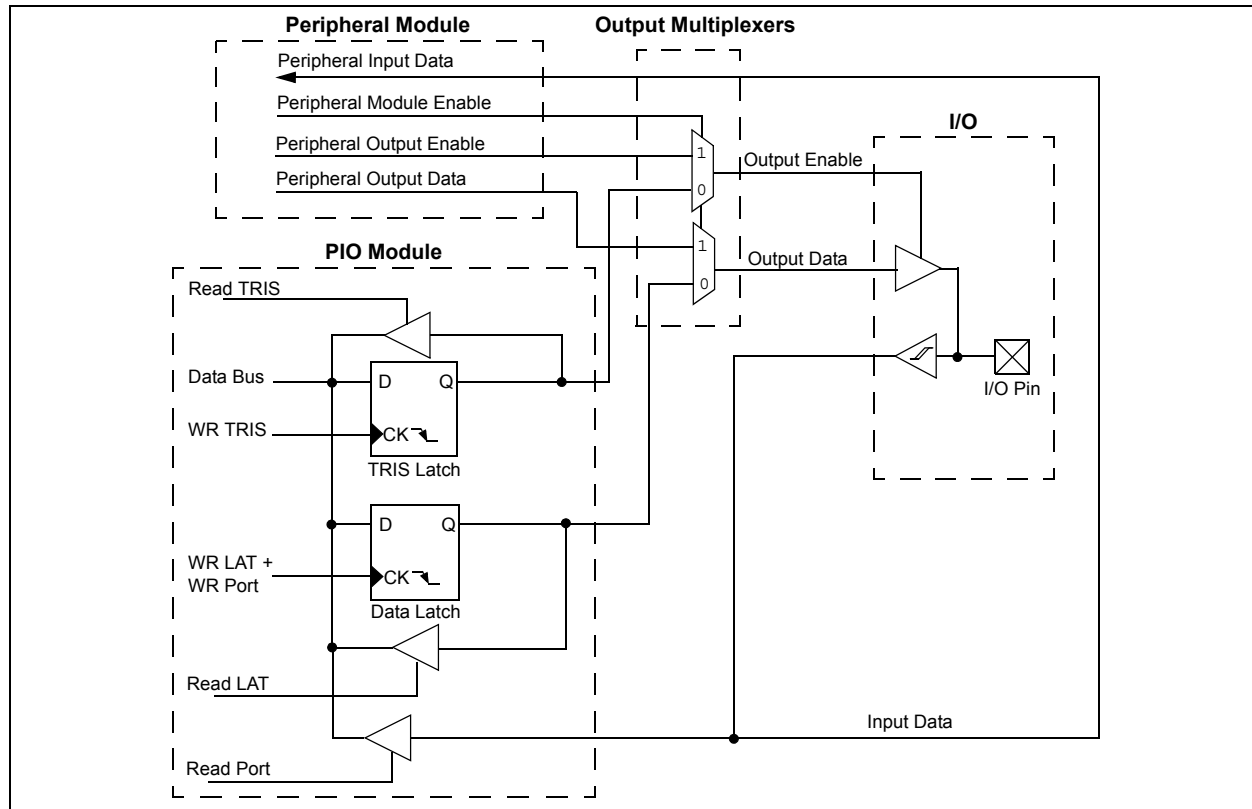 Peripheral Module
Output Multiplexers
Peripheral Input Data
Peripheral Module Enable
I/O
Peripheral Output Enable
1
Output Enable
Peripheral Output Data
0
PIO Module
1
Output Data
Read TRIS
0
Data Bus
D
Q
I/O Pin
WR TRIS
CK
TRIS Latch
D
Q
WR LAT +
WR Port
CK
Data Latch
Read LAT
Input Data
Read Port